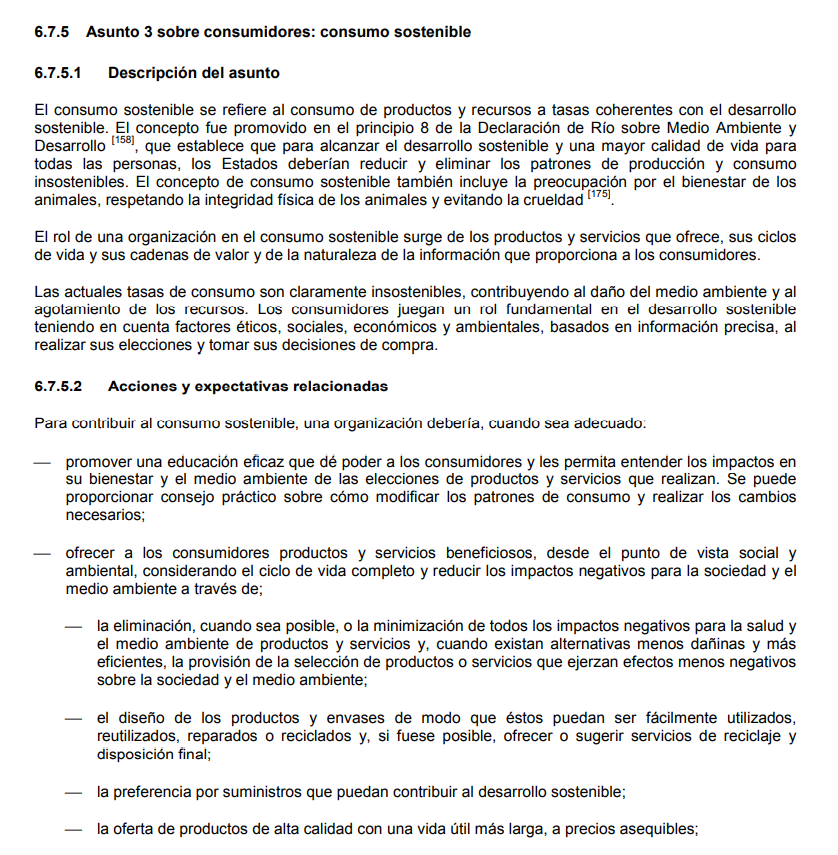 6.7.5 Asunto 3 sobre consumidores: consumo sostenible
6.7.5.1 Descripción del asunto
El consumo sostenible se refiere al consumo de productos y recursos a tasas coherentes con el desarrollo
sostenible. El concepto fue promovido en el principio 8 de la Declaración de Río sobre Medio Ambiente y
Desarrollo [158], que establece que para alcanzar el desarrollo sostenible y una mayor calidad de vida para
todas las personas, los Estados deberían reducir y eliminar los patrones de producción y consumo
insostenibles. El concepto de consumo sostenible también incluye la preocupación por el bienestar de los
animales, respetando la integridad física de los animales y evitando la crueldad [175].
El rol de una organización en el consumo sostenible surge de los productos y servicios que ofrece, sus ciclos
de vida y sus cadenas de valor y de la naturaleza de la información que proporciona a los consumidores.
Las actuales tasas de consumo son claramente insostenibles, contribuyendo al daño del medio ambiente y al
agotamiento de los recursos. Los consumidores juegan un rol fundamental en el desarrollo sostenible
teniendo en cuenta factores éticos, sociales, económicos y ambientales, basados en información precisa, al
realizar sus elecciones y tomar sus decisiones de compra.
6.7.5.2 Acciones y expectativas relacionadas
Para contribuir al consumo sostenible, una organización debería, cuando sea adecuado:
— promover una educación eficaz que dé poder a los consumidores y les permita entender los impactos en
su bienestar y el medio ambiente de las elecciones de productos y servicios que realizan. Se puede
proporcionar consejo práctico sobre cómo modificar los patrones de consumo y realizar los cambios
necesarios;
— ofrecer a los consumidores productos y servicios beneficiosos, desde el punto de vista social y
ambiental, considerando el ciclo de vida completo y reducir los impactos negativos para la sociedad y el
medio ambiente a través de;
— la eliminación, cuando sea posible, o la minimización de todos los impactos negativos para la salud y
el medio ambiente de productos y servicios y, cuando existan alternativas menos dañinas y más
eficientes, la provisión de la selección de productos o servicios que ejerzan efectos menos negativos
sobre la sociedad y el medio ambiente;
— el diseño de los productos y envases de modo que éstos puedan ser fácilmente utilizados,
reutilizados, reparados o reciclados y, si fuese posible, ofrecer o sugerir servicios de reciclaje y
disposición final;
— la preferencia por suministros que puedan contribuir al desarrollo sostenible;
— la oferta de productos de alta calidad con una vida útil más larga, a precios asequibles;